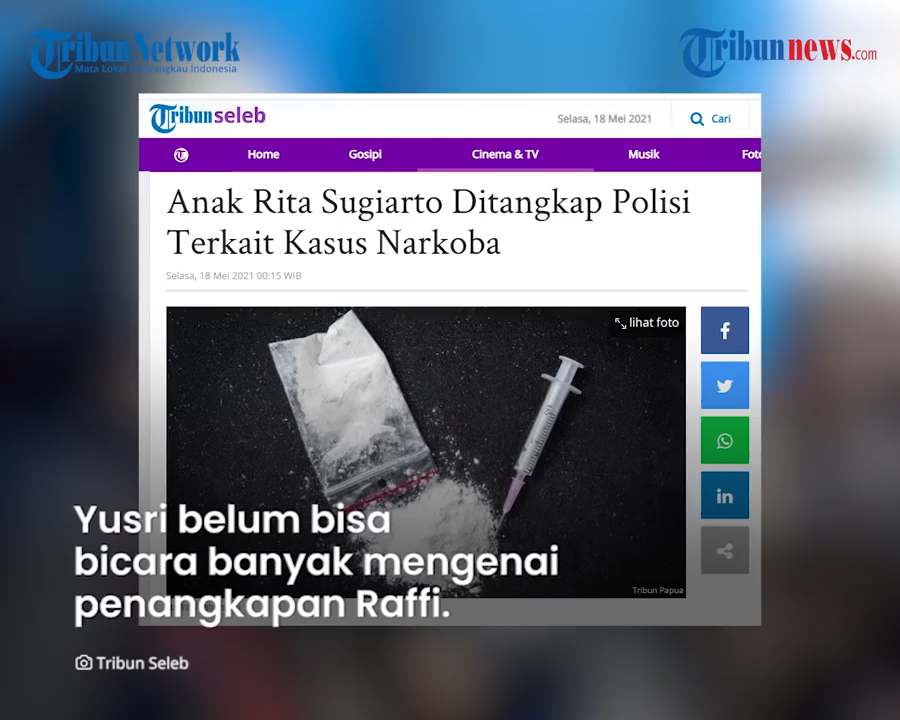 TribunNetwork
Mata Lokal Menjangkau Indonesia
Tribunnews.com
Tribunseleb
Selasa, 18 Mei 2021
Cari
Home
Gosipi
Cinema & TV
Musik
Foto
Anak Rita Sugiarto Ditangkap Polisi
Terkait Kasus Narkoba
Selasa, 18 Mei 2021 00:15 WIB
lihat foto
Yusri belum bisa
bicara banyak mengenai
penangkapan Raffi.
Tribun Papua
Tribun Seleb